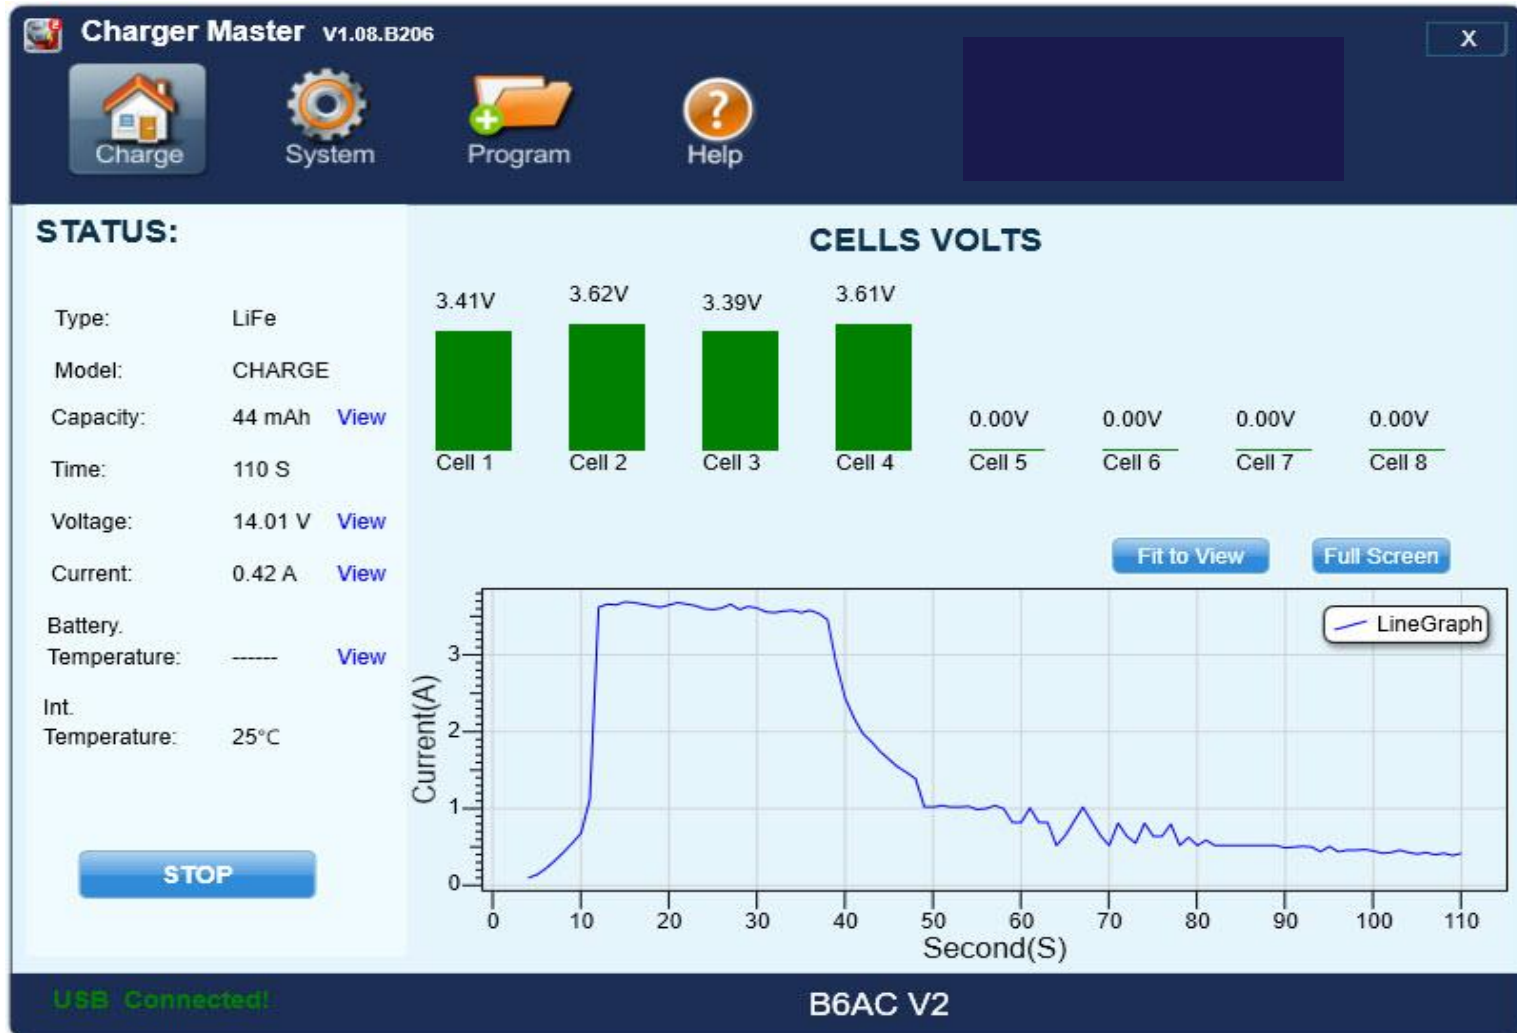 Charger Master V1.08.B206
X
Charge System Program Help
STATUS:
Type: LiFe
Model: CHARGE
Capacity: 44 mAh View
Time: 110 S
Voltage: 14.01 V View
Current: 0.42 A View
Battery.
Temperature: ------ View
Int.
Temperature: 25°C
STOP
CELLS VOLTS
3.41V 3.62V 3.39V 3.61V
0.00V 0.00V 0.00V 0.00V
Cell 1 Cell 2 Cell 3 Cell 4 Cell 5 Cell 6 Cell 7 Cell 8
Fit to View Full Screen
LineGraph
Current(A)
3
2
1
0
0 10 20 30 40 50 60 70 80 90 100 110
Second(S)
USB Connected!
B6AC V2